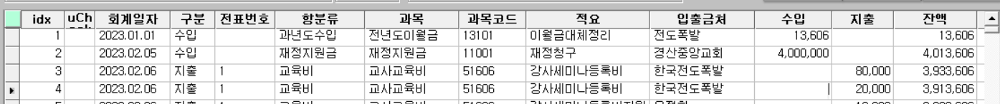 idx uCh 회계일자 구분 전표번호 항분류 과목 과목코드 적요 입출금처 수입 지출 잔액
1 2023.01.01 수입 과년도수입 전년도이월금 13101 이월금대체정리 전도폭발 13,606 13,606
2 2023.02.05 수입 재정지원금 재정지원금 11001 재정청구 경산중앙교회 4,000,000 4,013,606
3 2023.02.06 지출 1 교육비 교사교육비 51606 강사세미나등록비 한국전도폭발 80,000 3,933,606
4 2023.02.06 지출 1 교육비 교사교육비 51606 강사세미나등록비 한국전도폭발 20,000 3,913,606